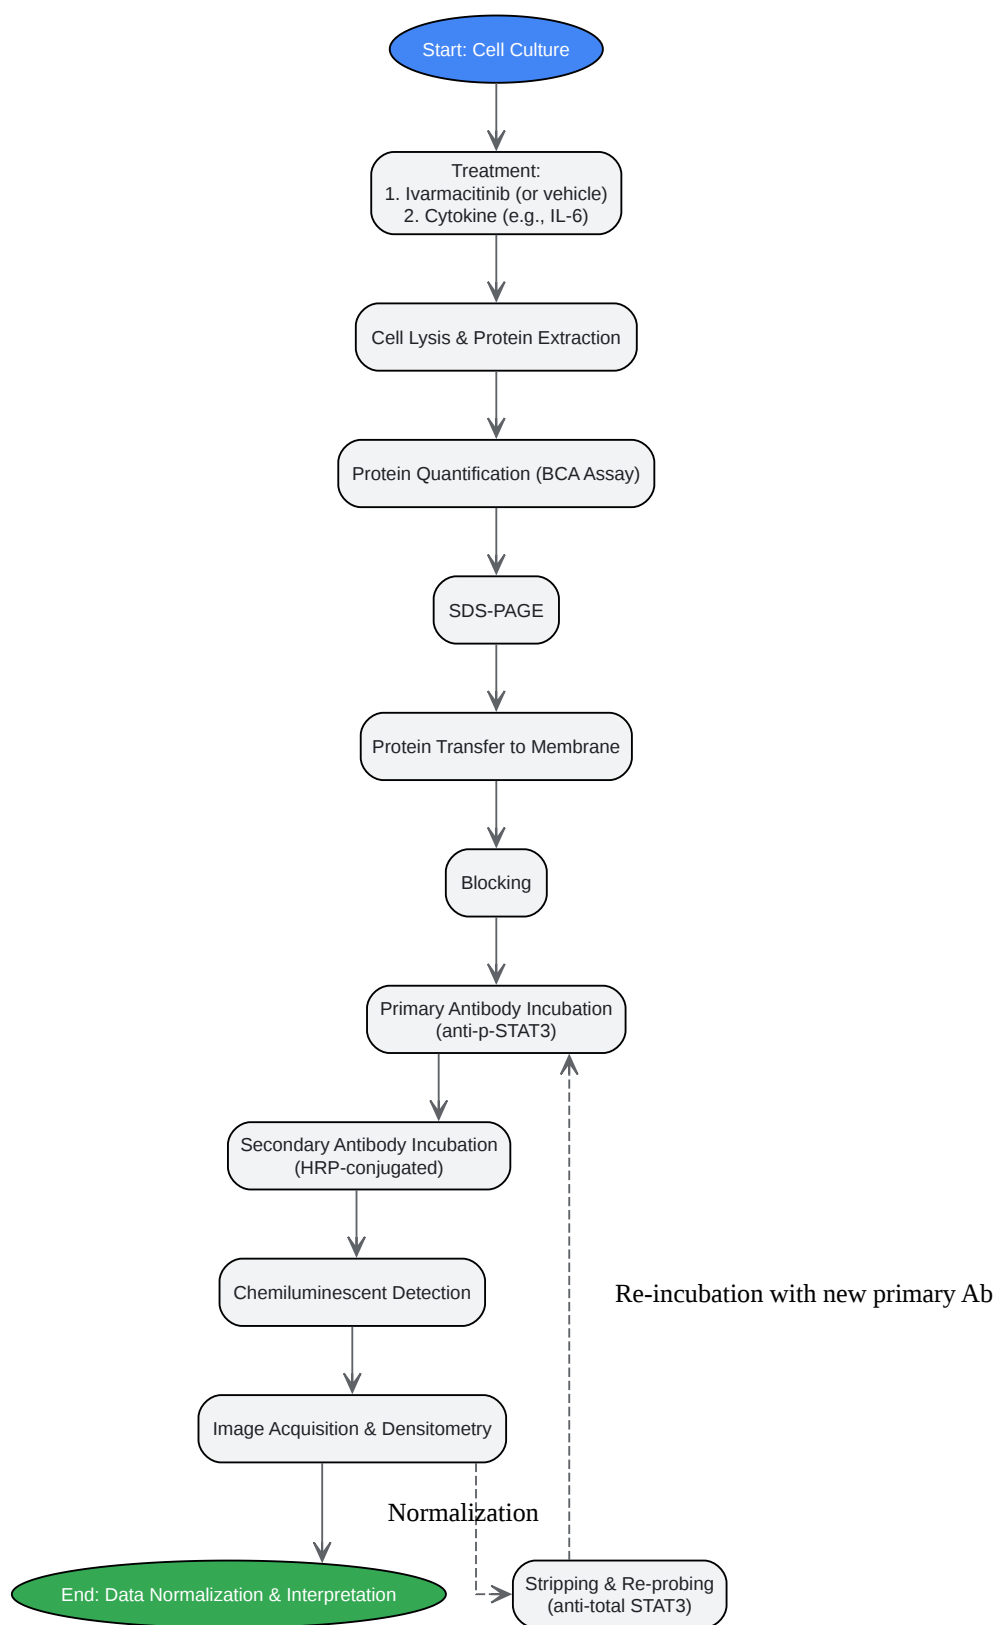 Start: Cell Culture
Treatment:
1. Ivarmacitinib (or vehicle)
2. Cytokine (e.g., IL-6)
Cell Lysis & Protein Extraction
Protein Quantification (BCA Assay)
SDS-PAGE
Protein Transfer to Membrane
Blocking
Primary Antibody Incubation
(anti-p-STAT3)
Secondary Antibody Incubation
(HRP-conjugated)
Chemiluminescent Detection
Re-incubation with new primary Ab
Image Acquisition & Densitometry
Normalization
End: Data Normalization & Interpretation
Stripping & Re-probing
(anti-total STAT3)